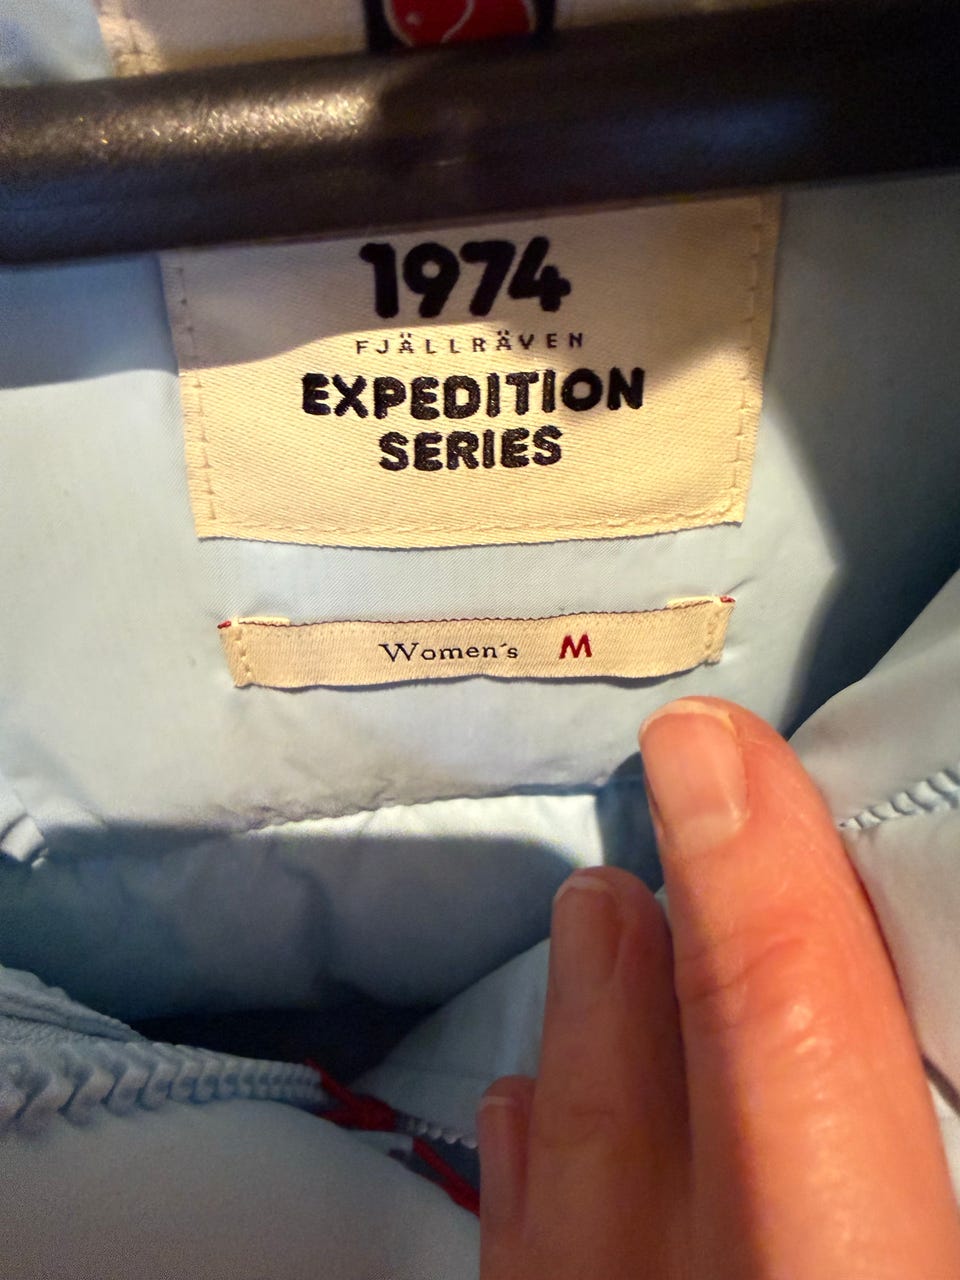 1974
FJÄLLRÄVEN
EXPEDITION
SERIES
Women´s M